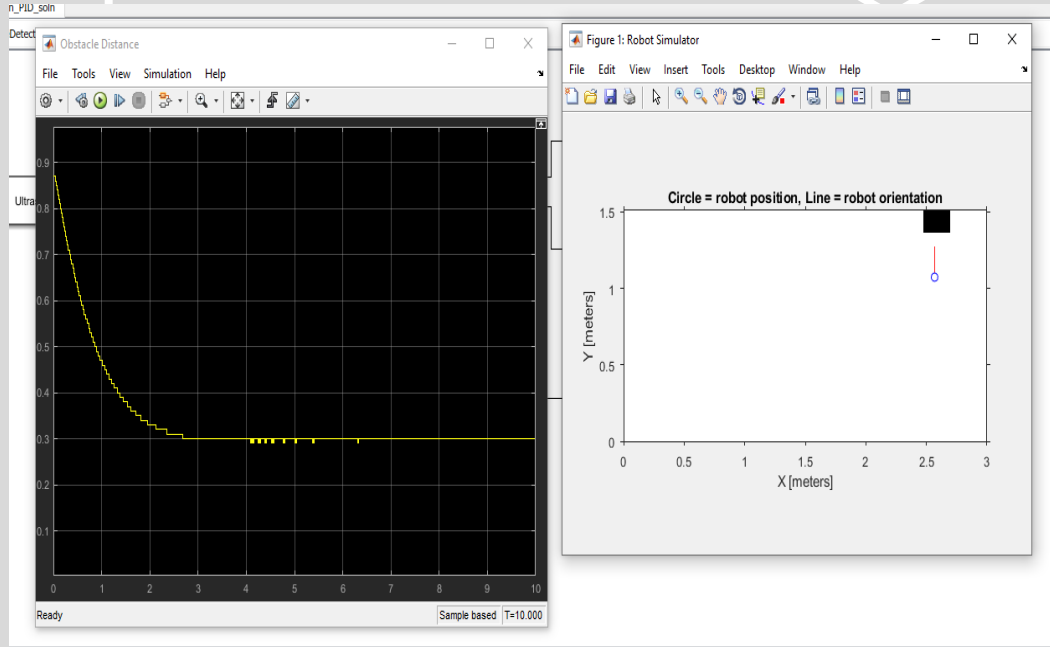 n_PID_soln
Detect
Obstacle Distance
File Tools View Simulation Help
0.9
0.8
0.7
0.6
0.5
0.4
0.3
0.2
0.1
0 1 2 3 4 5 6 7 8 9 10
Ready
Sample based T=10.000
Ultra
Figure 1: Robot Simulator
File Edit View Insert Tools Desktop Window Help
Circle = robot position, Line = robot orientation
1.5
1
0.5
0
Y [meters]
0 0.5 1 1.5 2 2.5 3
X [meters]